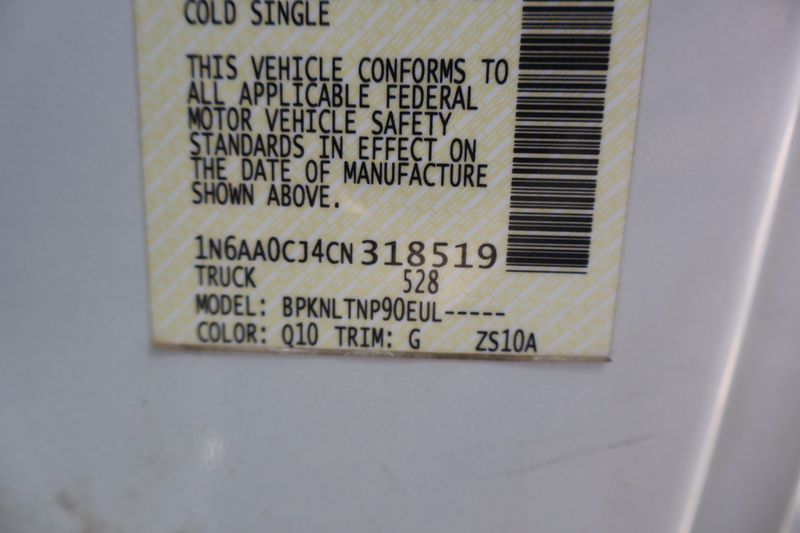 COLD SINGLE
THIS VEHICLE CONFORMS TO
ALL APPLICABLE FEDERAL
MOTOR VEHICLE SAFETY
STANDARDS IN EFFECT ON
THE DATE OF MANUFACTURE
SHOWN ABOVE.
1N6AA0CJ4CN318519
TRUCK 528
MODEL: BPKNLTNP90EUL-----
COLOR: Q10 TRIM: G ZS10A